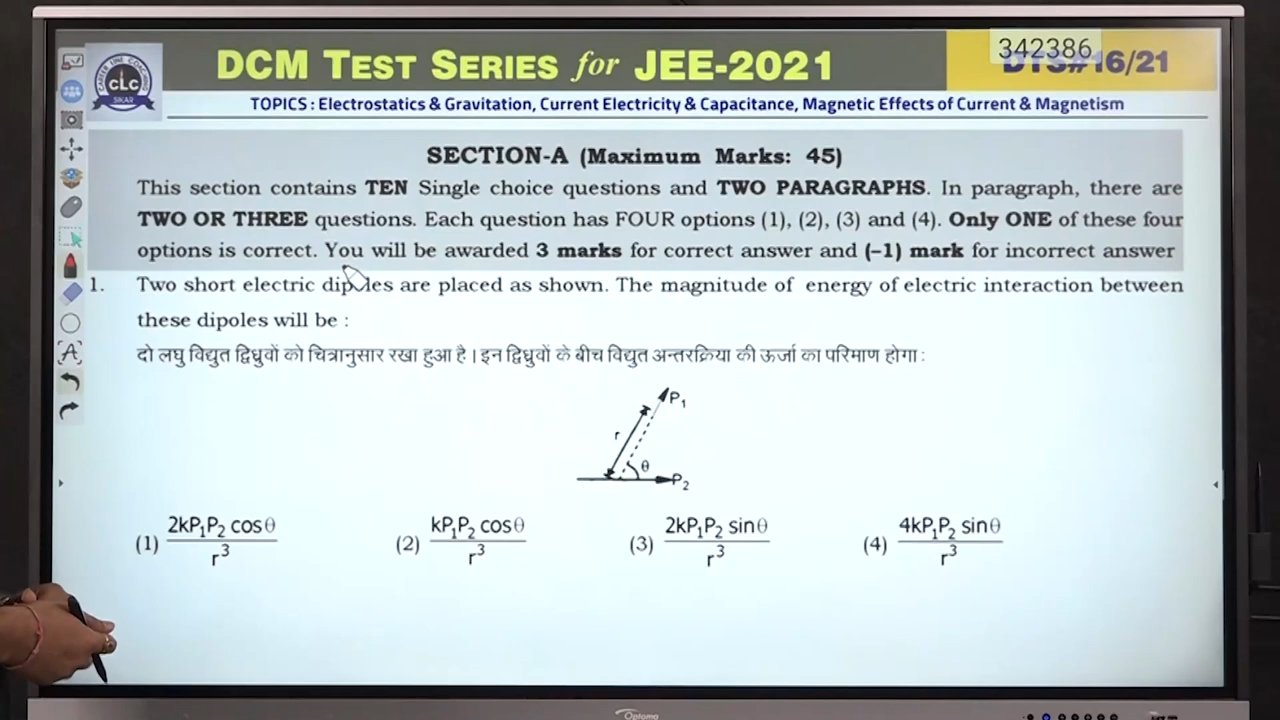 342386
DCM TEST SERIES for JEE-2021
DTS#16/21
CAREER LINE COACHING
CLC
SIKAR
TOPICS : Electrostatics & Gravitation, Current Electricity & Capacitance, Magnetic Effects of Current & Magnetism
SECTION-A (Maximum Marks: 45)
This section contains TEN Single choice questions and TWO PARAGRAPHS. In paragraph, there are
TWO OR THREE questions. Each question has FOUR options (1), (2), (3) and (4). Only ONE of these four
options is correct. You will be awarded 3 marks for correct answer and (–1) mark for incorrect answer
1. Two short electric dipoles are placed as shown. The magnitude of energy of electric interaction between
these dipoles will be :
दो लघु विद्युत द्विध्रुवों को चित्रानुसार रखा हुआ है। इन द्विध्रुवों के बीच विद्युत अन्तरक्रिया की ऊर्जा का परिमाण होगा :
P₁
r
θ
P₂
(1) 2kP₁P₂ cosθ / r³ (2) kP₁P₂ cosθ / r³ (3) 2kP₁P₂ sinθ / r³ (4) 4kP₁P₂ sinθ / r³
Optoma